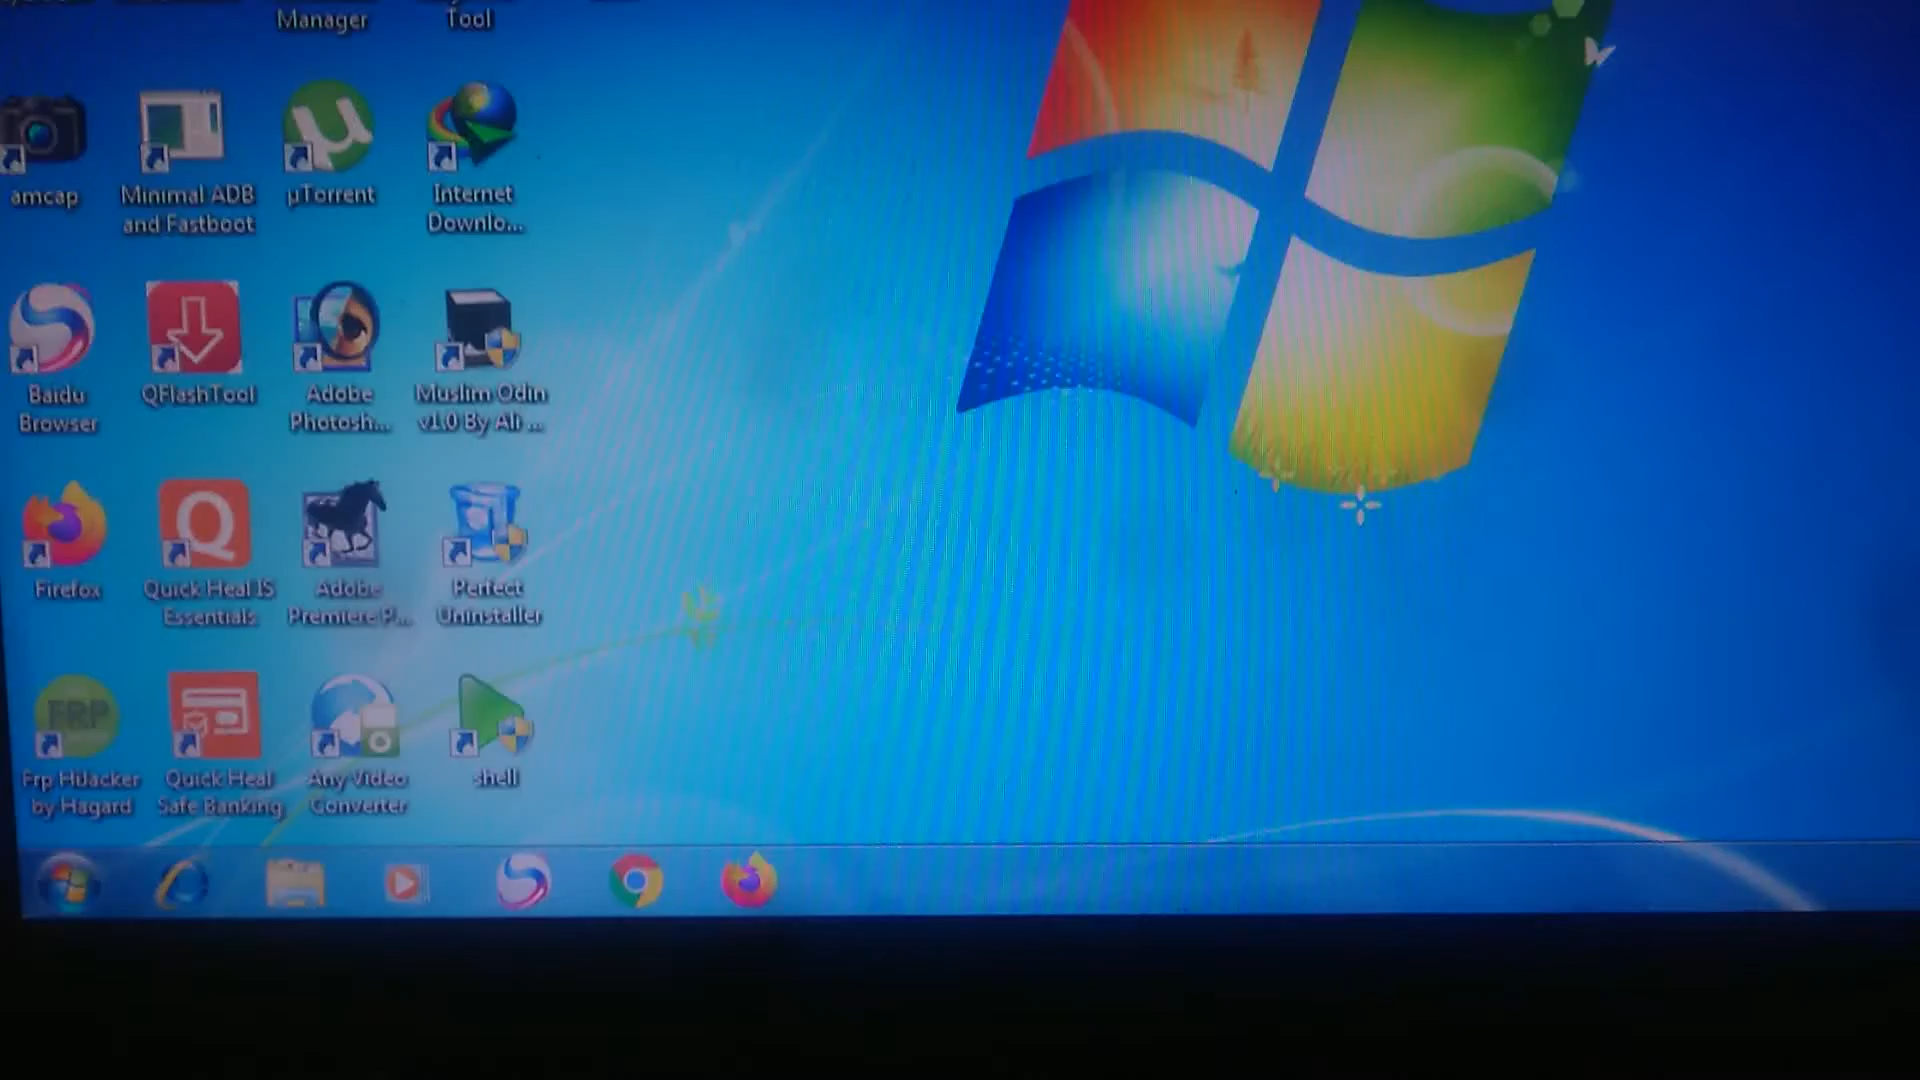 Manager
Tool
amcap
Minimal ADB
and Fastboot
µTorrent
Internet
Downlo...
Baidu
Browser
QFlashTool
Adobe
Photosh...
Muslim Odin
v1.0 By Ali ...
Firefox
Quick Heal IS
Essentials
Adobe
Premiere P...
Perfect
Uninstaller
FRP
Frp HIJacker
by Hagard
Quick Heal
Safe Banking
Any Video
Converter
shell